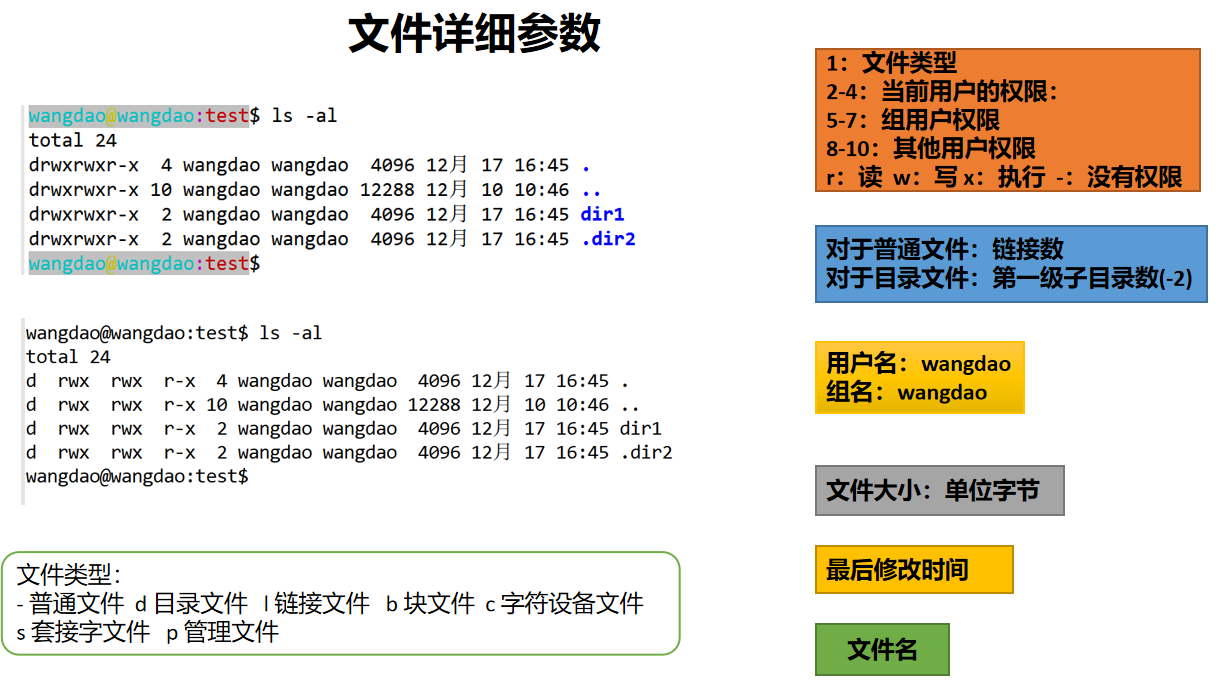 文件详细参数
wangdao@wangdao:test$ ls -al
total 24
drwxrwxr-x  4 wangdao wangdao  4096 12月 17 16:45 .
drwxrwxr-x 10 wangdao wangdao 12288 12月 10 10:46 ..
drwxrwxr-x  2 wangdao wangdao  4096 12月 17 16:45 dir1
drwxrwxr-x  2 wangdao wangdao  4096 12月 17 16:45 .dir2
wangdao@wangdao:test$
wangdao@wangdao:test$ ls -al
total 24
d  rwx  rwx  r-x  4 wangdao wangdao  4096 12月 17 16:45 .
d  rwx  rwx  r-x 10 wangdao wangdao 12288 12月 10 10:46 ..
d  rwx  rwx  r-x  2 wangdao wangdao  4096 12月 17 16:45 dir1
d  rwx  rwx  r-x  2 wangdao wangdao  4096 12月 17 16:45 .dir2
wangdao@wangdao:test$
文件类型：
- 普通文件  d 目录文件  l 链接文件  b 块文件  c 字符设备文件
s 套接字文件  p 管理文件
1：文件类型
2-4：当前用户的权限：
5-7：组用户权限
8-10：其他用户权限
r：读  w：写 x：执行  -：没有权限
对于普通文件：链接数
对于目录文件：第一级子目录数(-2)
用户名：wangdao
组名：wangdao
文件大小：单位字节
最后修改时间
文件名